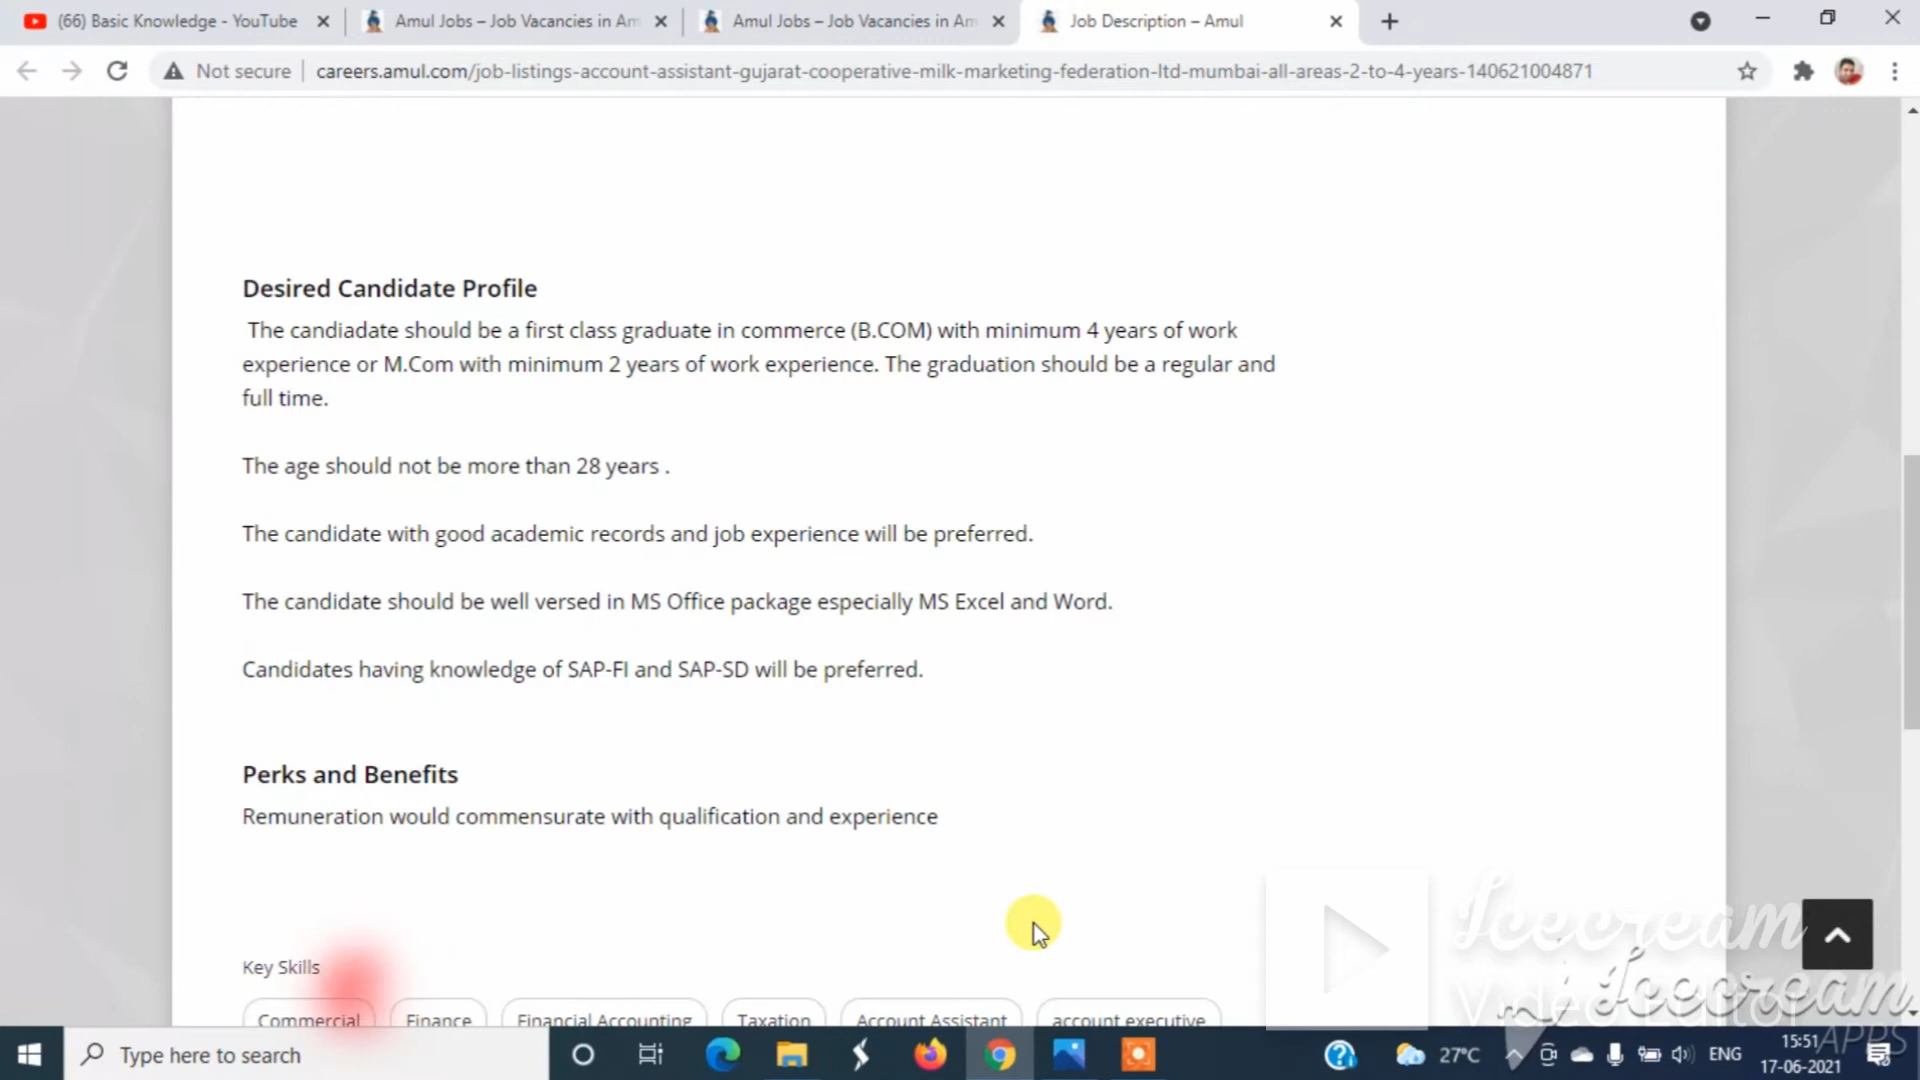 (66) Basic Knowledge - YouTube
Amul Jobs – Job Vacancies in Am
Amul Jobs – Job Vacancies in Am
Job Description – Amul
Not secure
careers.amul.com/job-listings-account-assistant-gujarat-cooperative-milk-marketing-federation-ltd-mumbai-all-areas-2-to-4-years-140621004871
Desired Candidate Profile
The candiadate should be a first class graduate in commerce (B.COM) with minimum 4 years of work
experience or M.Com with minimum 2 years of work experience. The graduation should be a regular and
full time.
The age should not be more than 28 years .
The candidate with good academic records and job experience will be preferred.
The candidate should be well versed in MS Office package especially MS Excel and Word.
Candidates having knowledge of SAP-FI and SAP-SD will be preferred.
Perks and Benefits
Remuneration would commensurate with qualification and experience
Key Skills
Commercial
Finance
Financial Accounting
Taxation
Account Assistant
account executive
Icecream
Video Editor
Icecream
APPS
Type here to search
27°C
ENG
15:51
17-06-2021